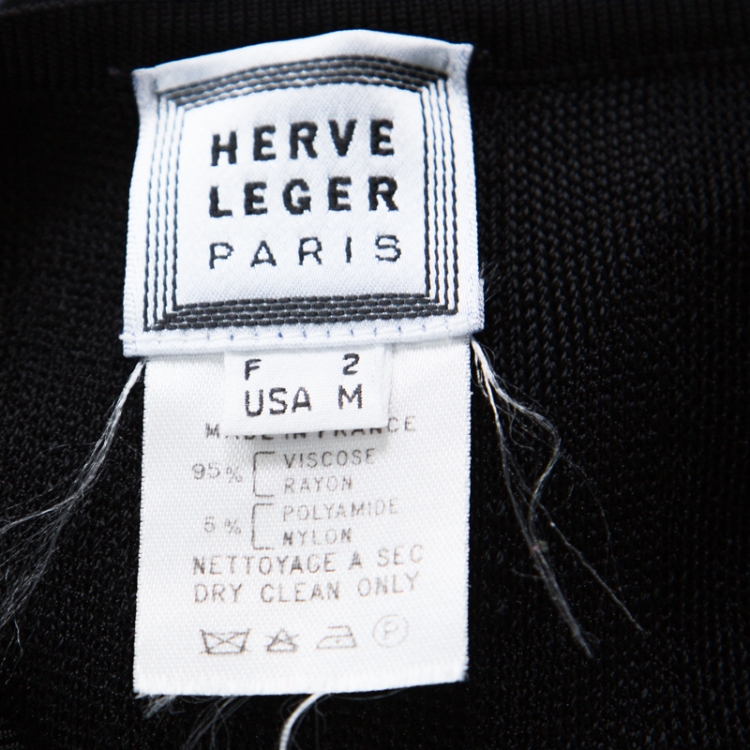 HERVE
LEGER
PARIS
F 2
USA M
MADE IN FRANCE
95% VISCOSE
RAYON
5% POLYAMIDE
NYLON
NETTOYAGE A SEC
DRY CLEAN ONLY
P